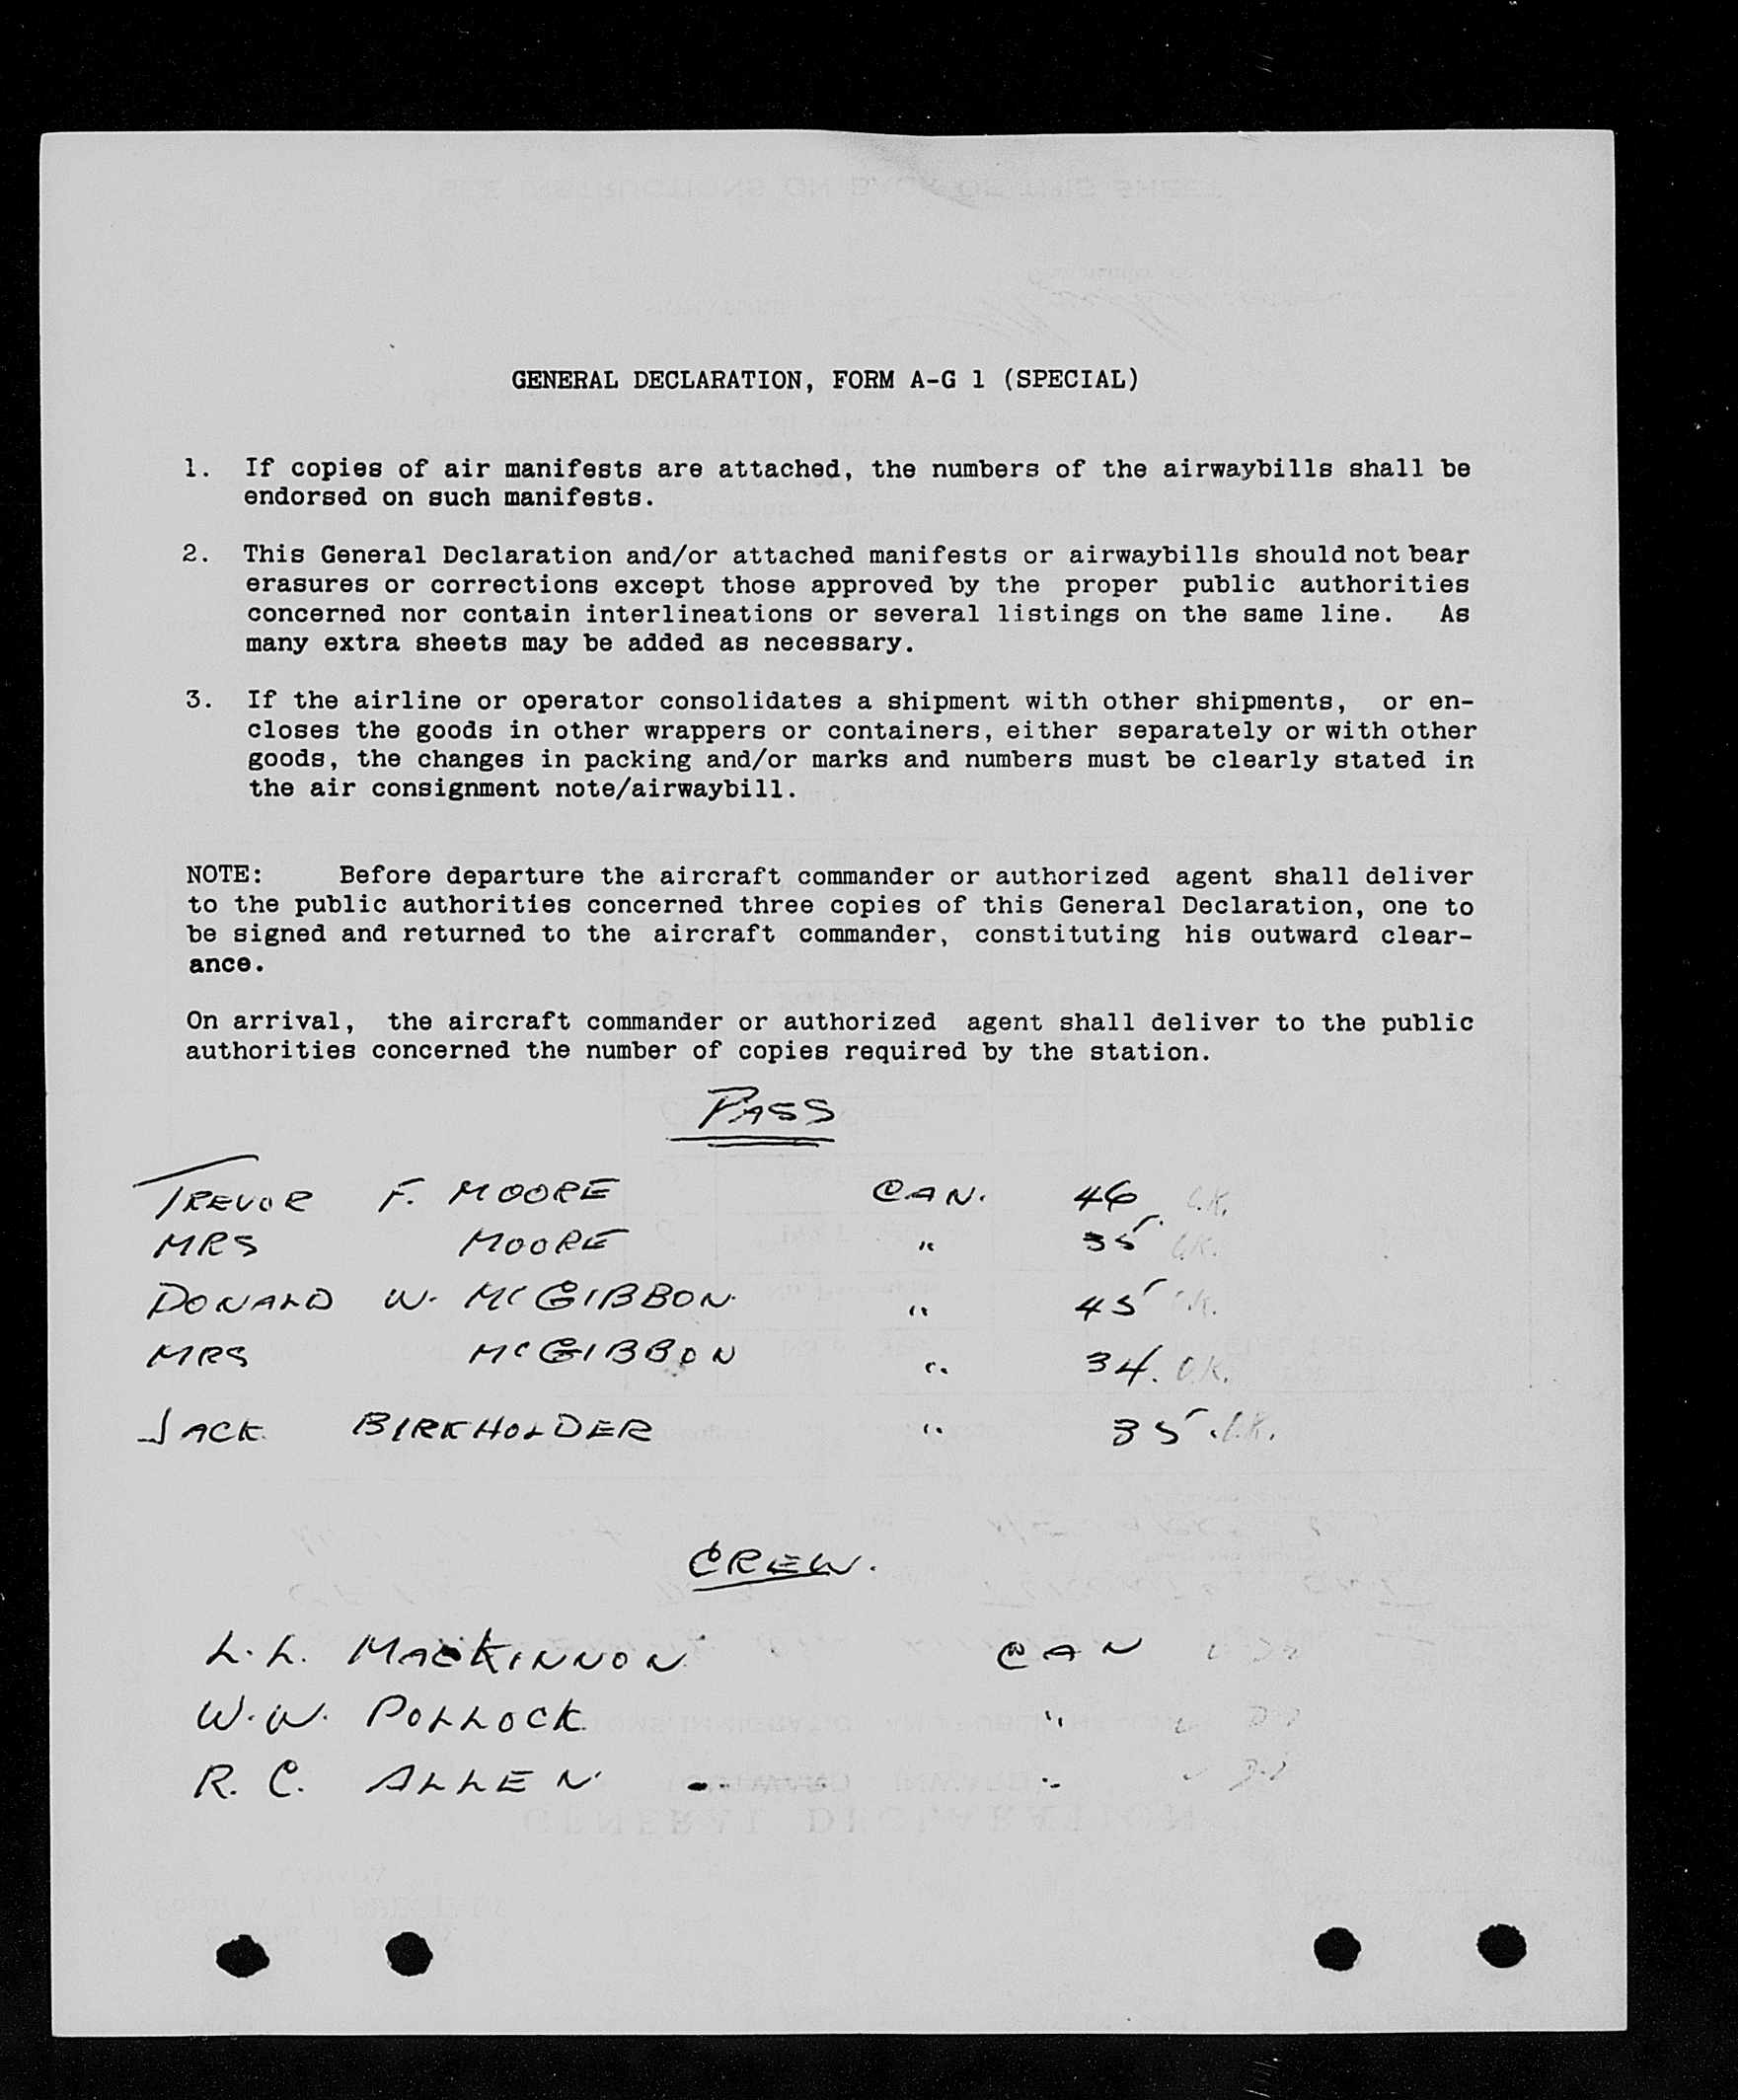 GENERAL DECLARATION, FORM A-G 1 (SPECIAL)
1. If copies of air manifests are attached, the numbers of the airwaybills shall be
endorsed on such manifests.
2. This General Declaration and/or attached manifests or airwaybills should not bear
erasures or corrections except those approved by the proper public authorities
concerned nor contain interlineations or several listings on the same line. As
many extra sheets may be added as necessary.
3. If the airline or operator consolidates a shipment with other shipments, or en-
closes the goods in other wrappers or containers, either separately or with other
goods, the changes in packing and/or marks and numbers must be clearly stated in
the air consignment note/airwaybill.
NOTE: Before departure the aircraft commander or authorized agent shall deliver
to the public authorities concerned three copies of this General Declaration, one to
be signed and returned to the aircraft commander, constituting his outward clear-
ance.
On arrival, the aircraft commander or authorized agent shall deliver to the public
authorities concerned the number of copies required by the station.
PASS
TREVOR F. MOORE CAN. 46 O.K.
MRS MOORE " 35. O.K.
DONALD W. McGIBBON " 45 O.K.
MRS McGIBBON " 34. O.K.
JACK BIRKHOLDER " 35. O.K.
CREW.
L. L. MACKINNON CAN
W. W. POLLOCK "
R. C. ALLEN "